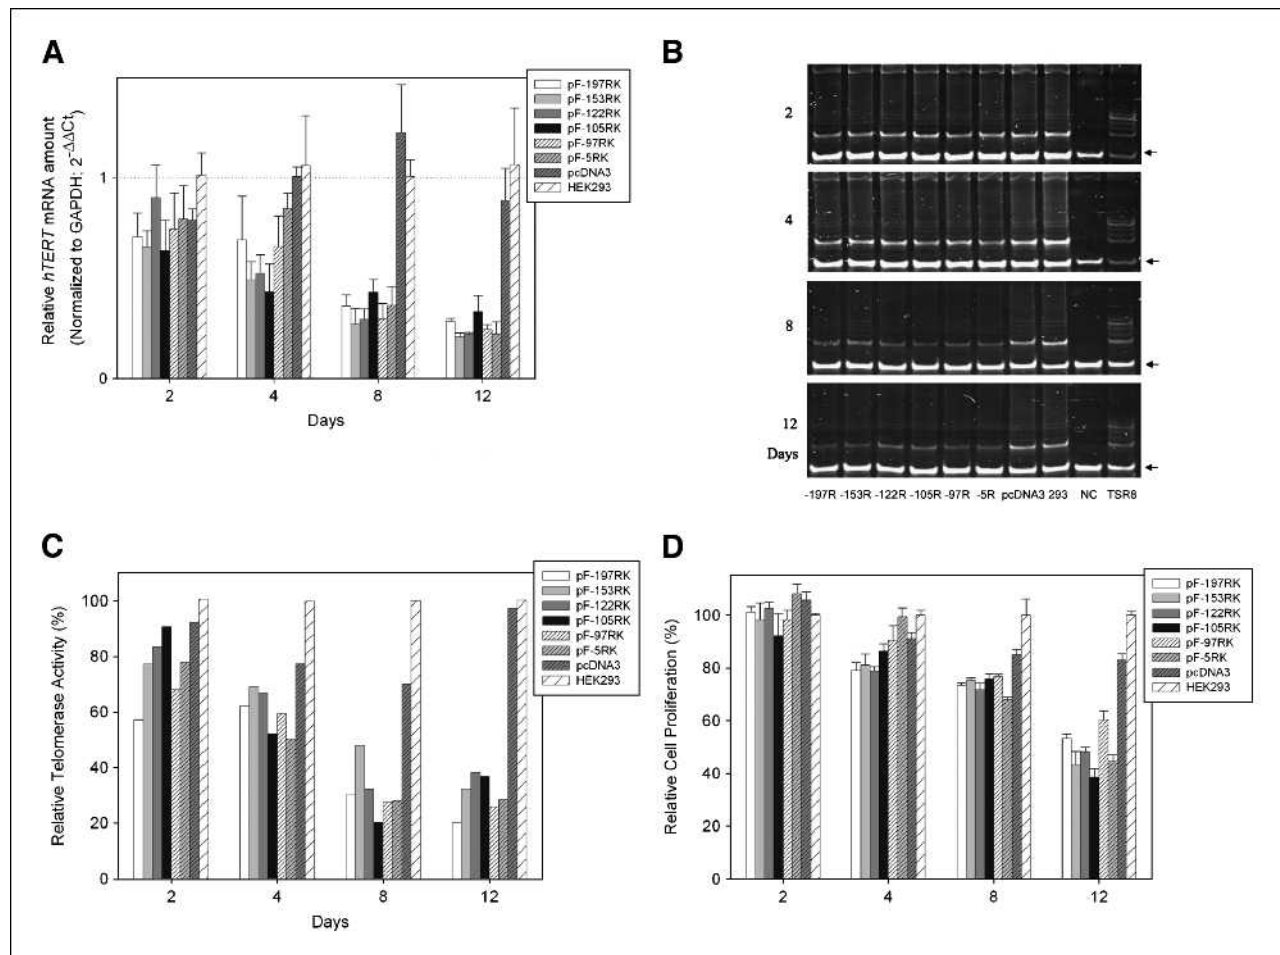 A
Relative hTERT mRNA amount
(Normalized to GAPDH; 2^-ΔΔCt)
1
0
2 4 8 12
Days
pF-197RK
pF-153RK
pF-122RK
pF-105RK
pF-97RK
pF-5RK
pcDNA3
HEK293
B
2
4
8
12
Days
-197R -153R -122R -105R -97R -5R pcDNA3 293 NC TSR8
C
Relative Telomerase Activity (%)
100
80
60
40
20
0
2 4 8 12
Days
pF-197RK
pF-153RK
pF-122RK
pF-105RK
pF-97RK
pF-5RK
pcDNA3
HEK293
D
Relative Cell Proliferation (%)
100
80
60
40
20
0
2 4 8 12
pF-197RK
pF-153RK
pF-122RK
pF-105RK
pF-97RK
pF-5RK
pcDNA3
HEK293